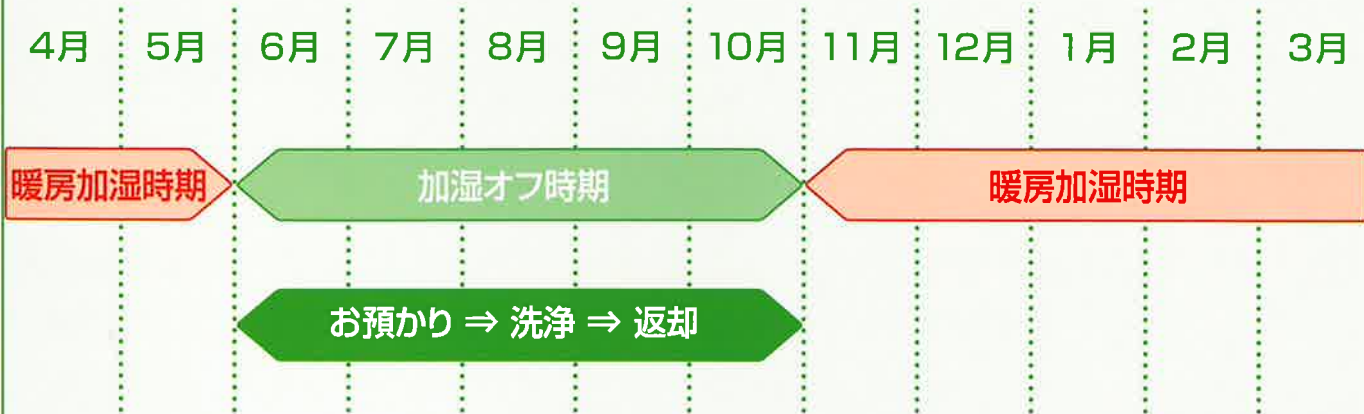 4月 5月 6月 7月 8月 9月 10月 11月 12月 1月 2月 3月
暖房加湿時期 加湿オフ時期 暖房加湿時期
お預かり ⇒ 洗浄 ⇒ 返却